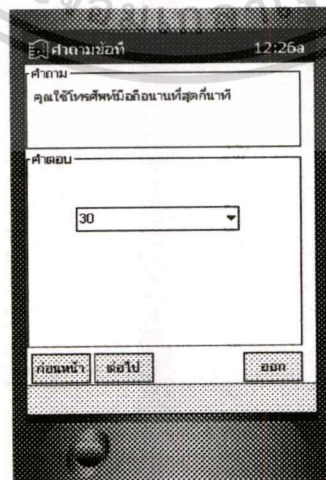 คำถามข้อที่ 12:26a
คำถาม
คุณใช้โทรศัพท์มือถือนานที่สุดกี่นาที
คำตอบ
30
ก่อนหน้า ต่อไป ออก